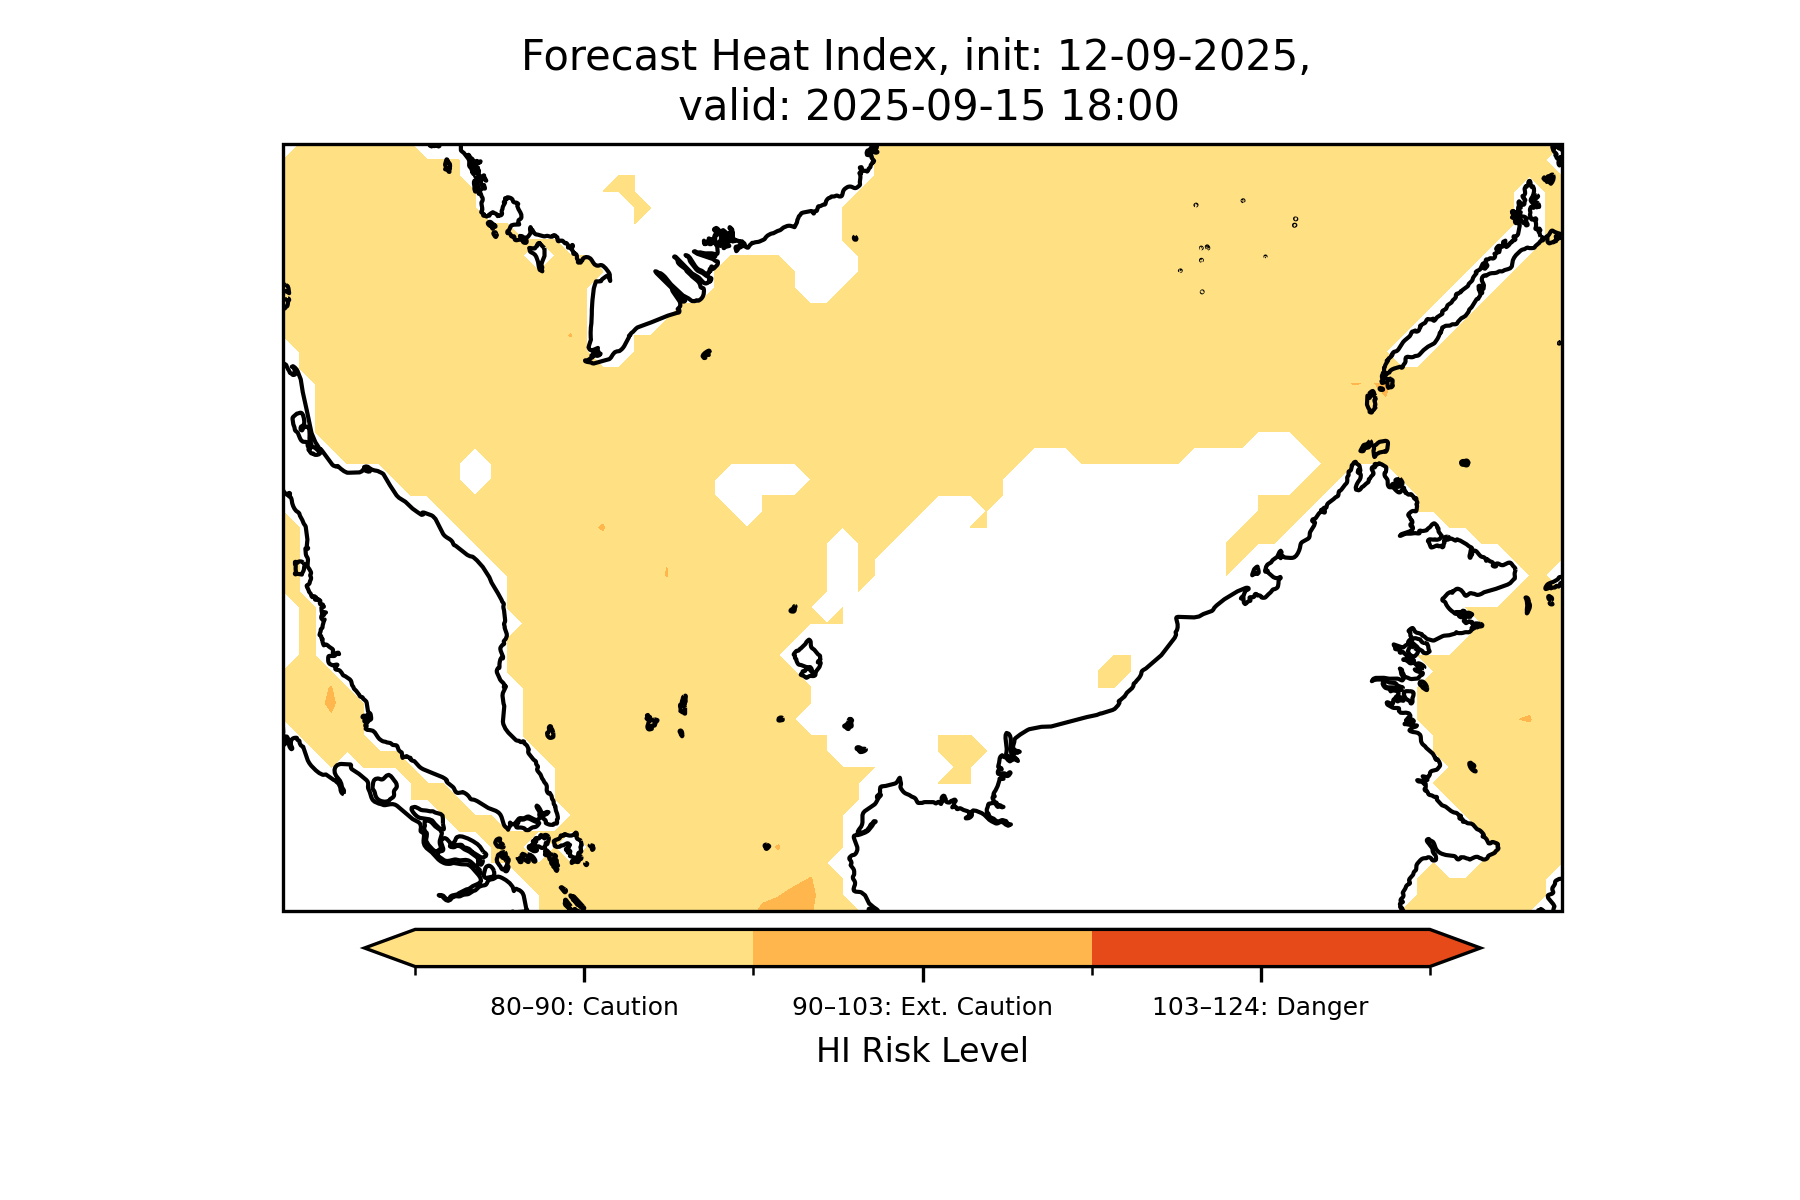 Forecast Heat Index, init: 12-09-2025,
valid: 2025-09-15 18:00
80–90: Caution
90–103: Ext. Caution
103–124: Danger
HI Risk Level